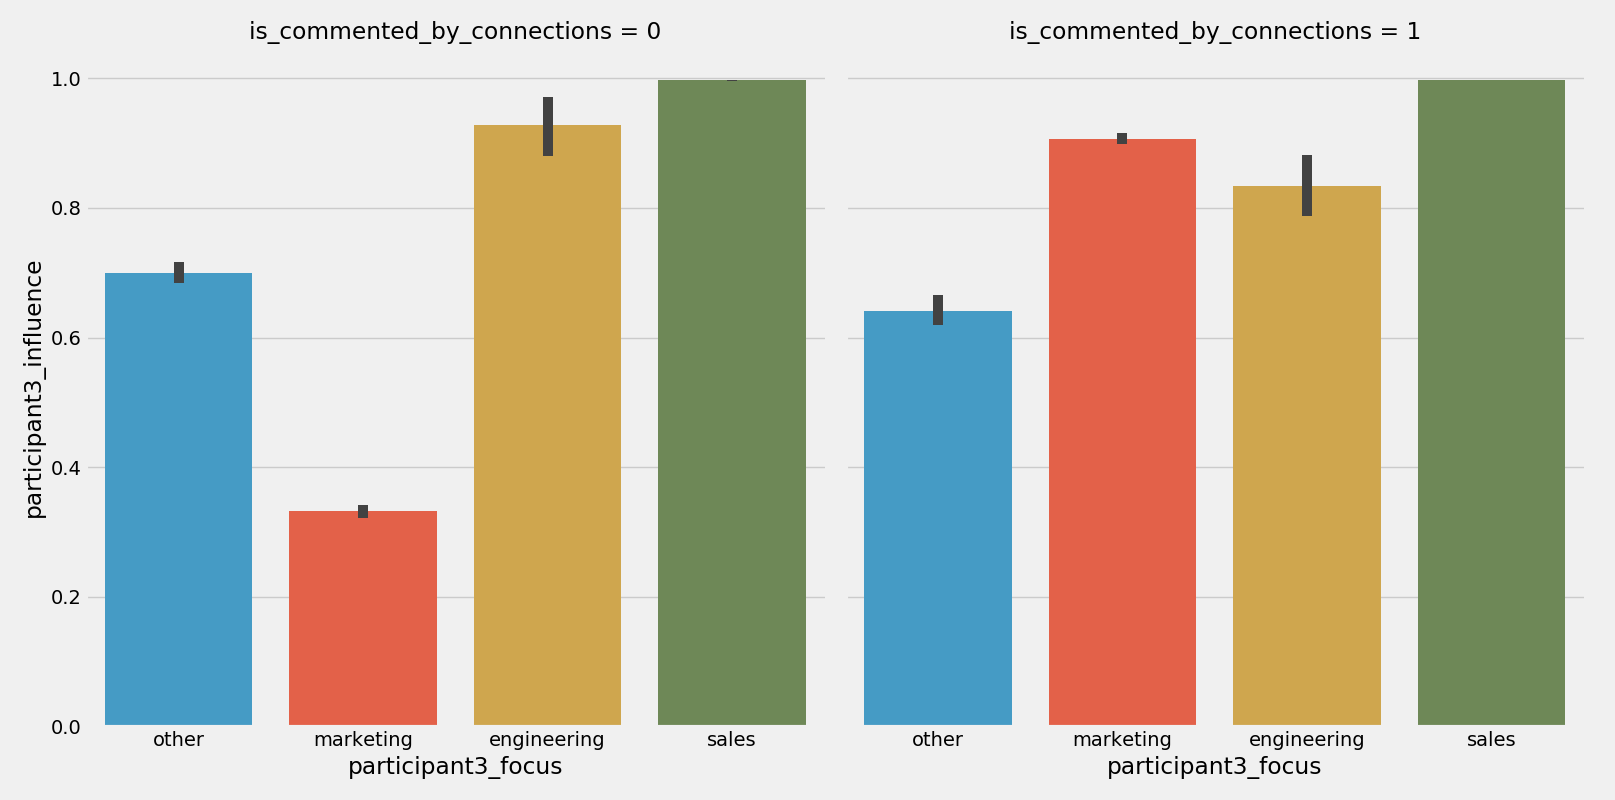 is_commented_by_connections = 0
is_commented_by_connections = 1
participant3_influence
1.0
0.8
0.6
0.4
0.2
0.0
other marketing engineering sales
other marketing engineering sales
participant3_focus
participant3_focus